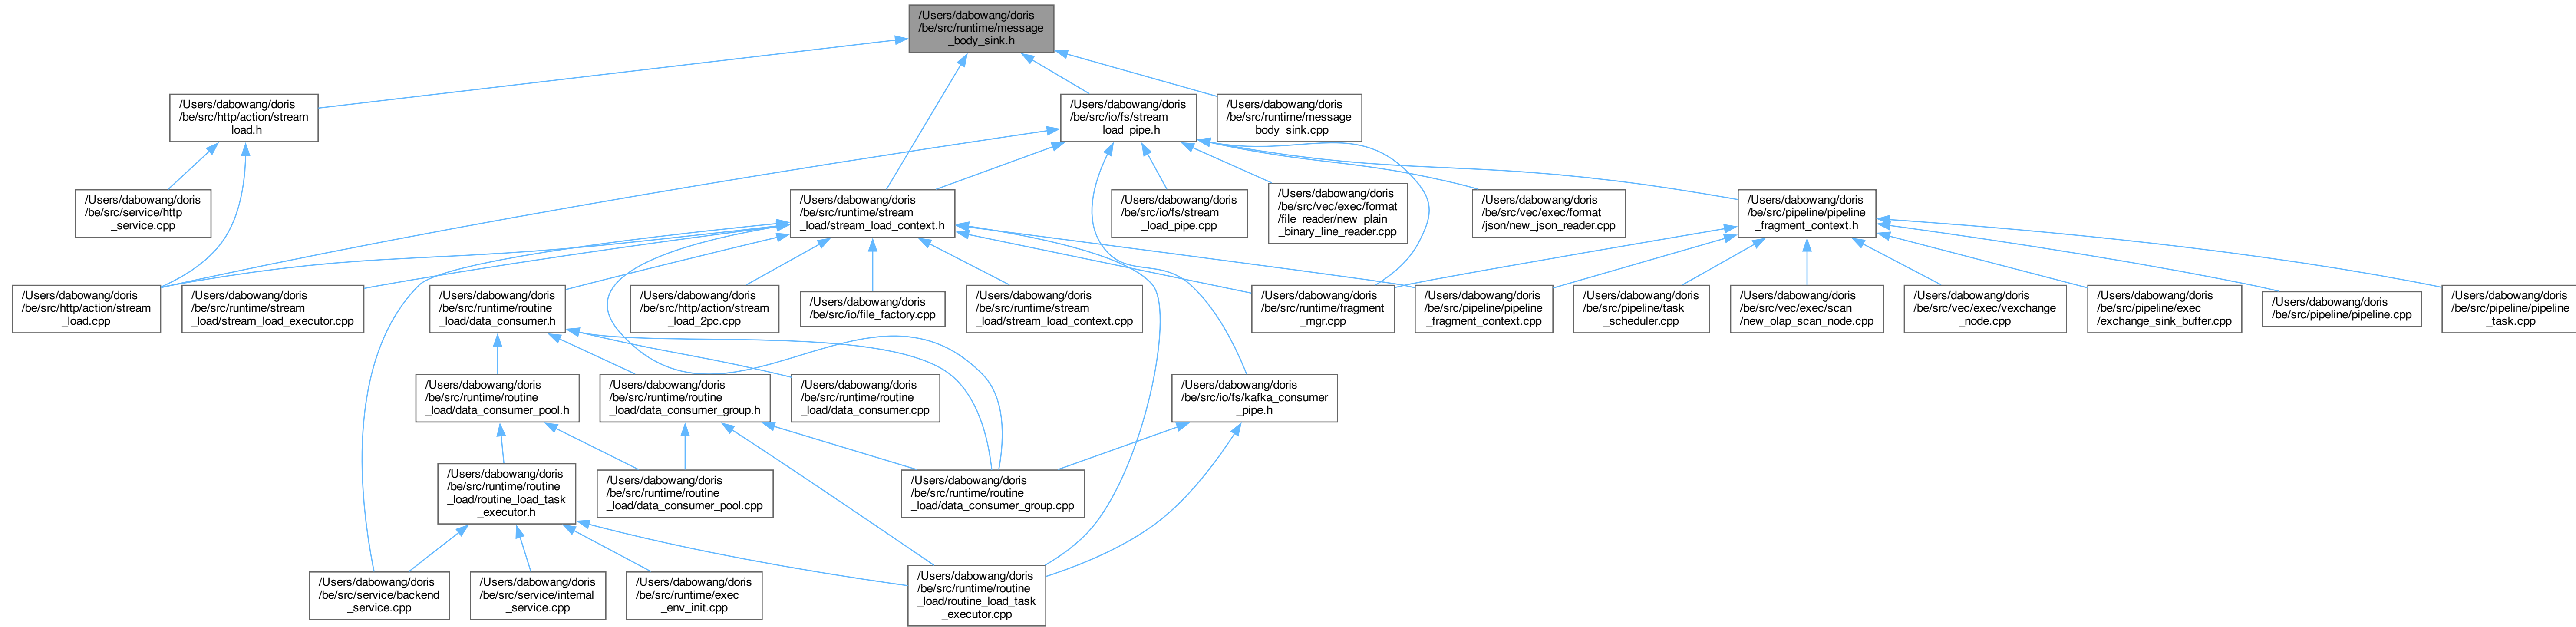 /Users/dabowang/doris
/be/src/runtime/message
_body_sink.h
/Users/dabowang/doris
/be/src/http/action/stream
_load.h
/Users/dabowang/doris
/be/src/io/fs/stream
_load_pipe.h
/Users/dabowang/doris
/be/src/runtime/message
_body_sink.cpp
/Users/dabowang/doris
/be/src/service/http
_service.cpp
/Users/dabowang/doris
/be/src/runtime/stream
_load/stream_load_context.h
/Users/dabowang/doris
/be/src/io/fs/stream
_load_pipe.cpp
/Users/dabowang/doris
/be/src/vec/exec/format
/file_reader/new_plain
_binary_line_reader.cpp
/Users/dabowang/doris
/be/src/vec/exec/format
/json/new_json_reader.cpp
/Users/dabowang/doris
/be/src/pipeline/pipeline
_fragment_context.h
/Users/dabowang/doris
/be/src/http/action/stream
_load.cpp
/Users/dabowang/doris
/be/src/runtime/stream
_load/stream_load_executor.cpp
/Users/dabowang/doris
/be/src/runtime/routine
_load/data_consumer.h
/Users/dabowang/doris
/be/src/http/action/stream
_load_2pc.cpp
/Users/dabowang/doris
/be/src/io/file_factory.cpp
/Users/dabowang/doris
/be/src/runtime/stream
_load/stream_load_context.cpp
/Users/dabowang/doris
/be/src/runtime/fragment
_mgr.cpp
/Users/dabowang/doris
/be/src/pipeline/pipeline
_fragment_context.cpp
/Users/dabowang/doris
/be/src/pipeline/task
_scheduler.cpp
/Users/dabowang/doris
/be/src/vec/exec/scan
/new_olap_scan_node.cpp
/Users/dabowang/doris
/be/src/vec/exec/vexchange
_node.cpp
/Users/dabowang/doris
/be/src/pipeline/exec
/exchange_sink_buffer.cpp
/Users/dabowang/doris
/be/src/pipeline/pipeline.cpp
/Users/dabowang/doris
/be/src/pipeline/pipeline
_task.cpp
/Users/dabowang/doris
/be/src/runtime/routine
_load/data_consumer_pool.h
/Users/dabowang/doris
/be/src/runtime/routine
_load/data_consumer_group.h
/Users/dabowang/doris
/be/src/runtime/routine
_load/data_consumer.cpp
/Users/dabowang/doris
/be/src/io/fs/kafka_consumer
_pipe.h
/Users/dabowang/doris
/be/src/runtime/routine
_load/routine_load_task
_executor.h
/Users/dabowang/doris
/be/src/runtime/routine
_load/data_consumer_pool.cpp
/Users/dabowang/doris
/be/src/runtime/routine
_load/data_consumer_group.cpp
/Users/dabowang/doris
/be/src/service/backend
_service.cpp
/Users/dabowang/doris
/be/src/service/internal
_service.cpp
/Users/dabowang/doris
/be/src/runtime/exec
_env_init.cpp
/Users/dabowang/doris
/be/src/runtime/routine
_load/routine_load_task
_executor.cpp